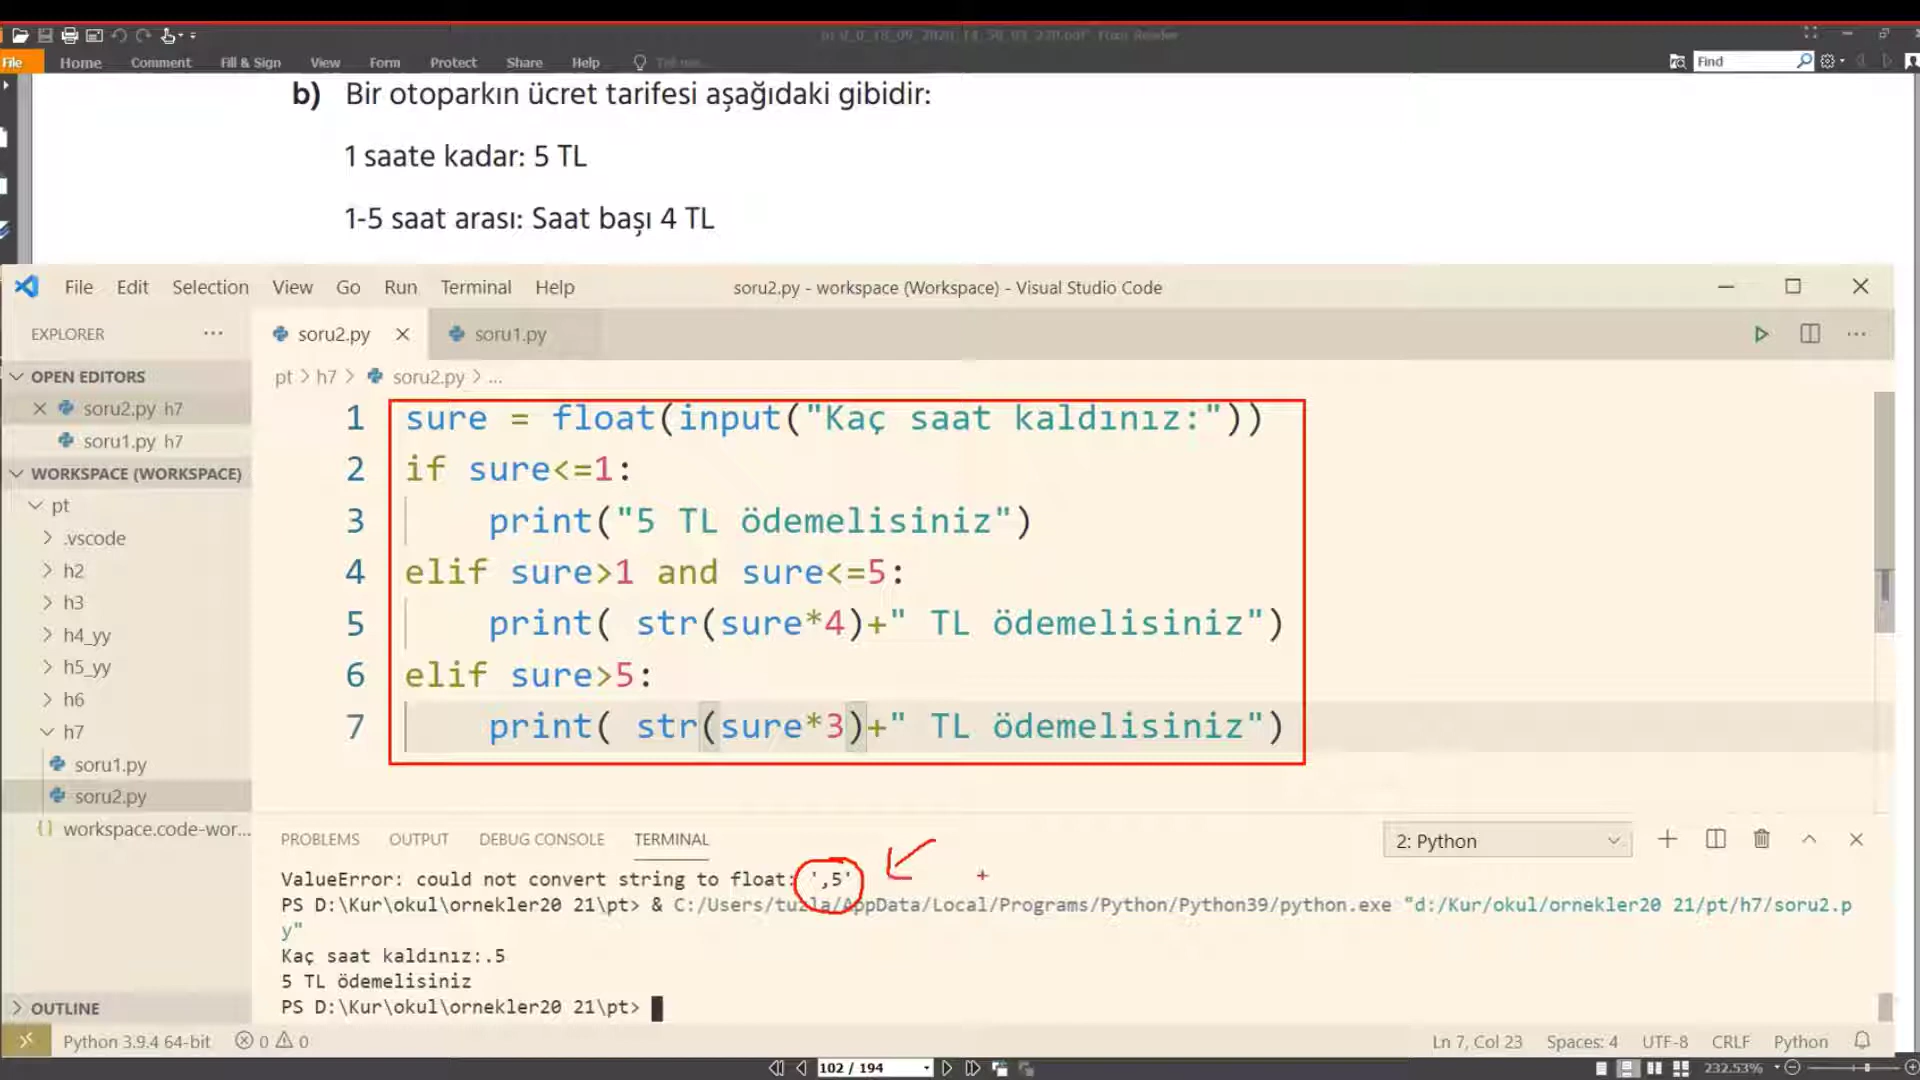 File Home Comment Fill & Sign View Form Protect Share Help Find
b) Bir otoparkın ücret tarifesi aşağıdaki gibidir:
1 saate kadar: 5 TL
1-5 saat arası: Saat başı 4 TL
File Edit Selection View Go Run Terminal Help soru2.py - workspace (Workspace) - Visual Studio Code
EXPLORER ··· soru2.py soru1.py ···
OPEN EDITORS
soru2.py h7
soru1.py h7
WORKSPACE (WORKSPACE)
pt
.vscode
h2
h3
h4_yy
h5_yy
h6
h7
soru1.py
soru2.py
workspace.code-wor...
OUTLINE
pt > h7 > soru2.py > ...
1 sure = float(input("Kaç saat kaldınız:"))
2 if sure<=1:
3 print("5 TL ödemelisiniz")
4 elif sure>1 and sure<=5:
5 print( str(sure*4)+" TL ödemelisiniz")
6 elif sure>5:
7 print( str(sure*3)+" TL ödemelisiniz")
PROBLEMS OUTPUT DEBUG CONSOLE TERMINAL 2: Python
ValueError: could not convert string to float: ',5'
PS D:\Kur\okul\ornekler20 21\pt> & C:/Users/tuzla/AppData/Local/Programs/Python/Python39/python.exe "d:/Kur/okul/ornekler20 21/pt/h7/soru2.p
y"
Kaç saat kaldınız:.5
5 TL ödemelisiniz
PS D:\Kur\okul\ornekler20 21\pt>
Python 3.9.4 64-bit 0 0 Ln 7, Col 23 Spaces: 4 UTF-8 CRLF Python
102 / 194 232.53%